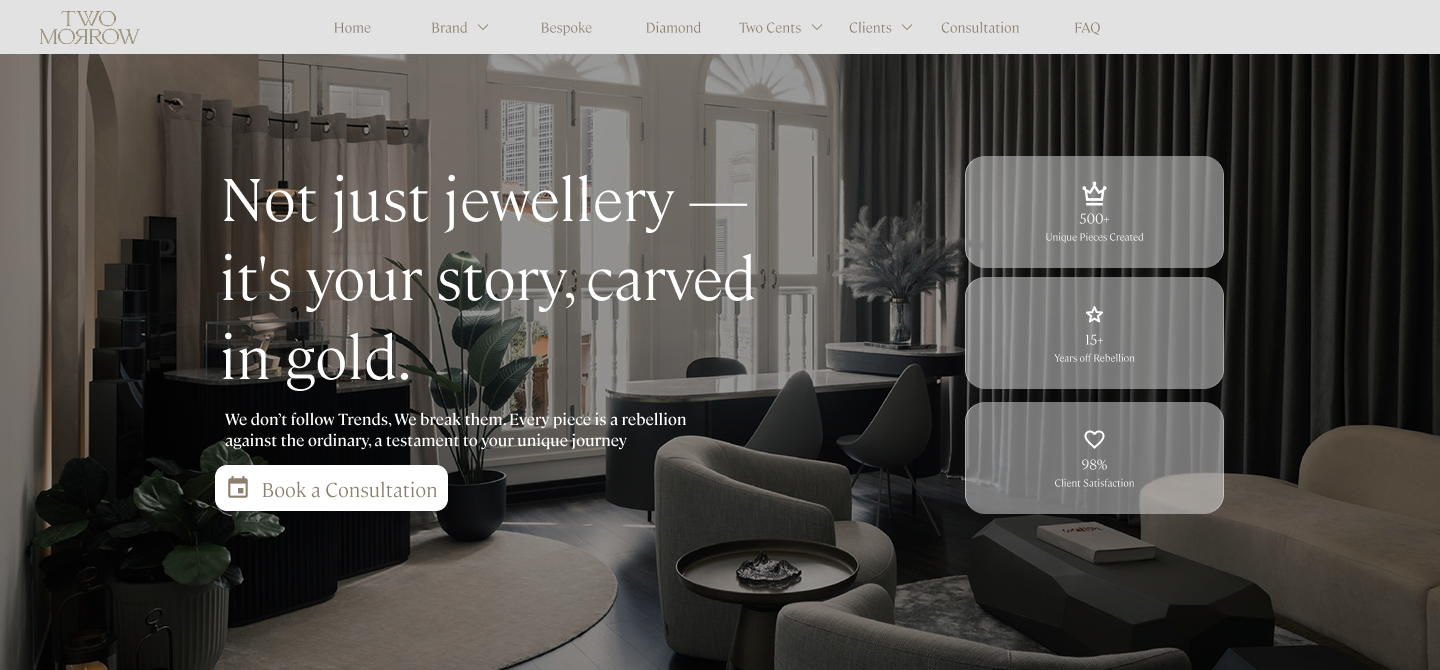 TWO
MORROW
Home
Brand
Bespoke
Diamond
Two Cents
Clients
Consultation
FAQ
Not just jewellery —
it's your story, carved
in gold.
We don't follow Trends, We break them. Every piece is a rebellion
against the ordinary, a testament to your unique journey
Book a Consultation
500+
Unique Pieces Created
15+
Years off Rebellion
98%
Client Satisfaction